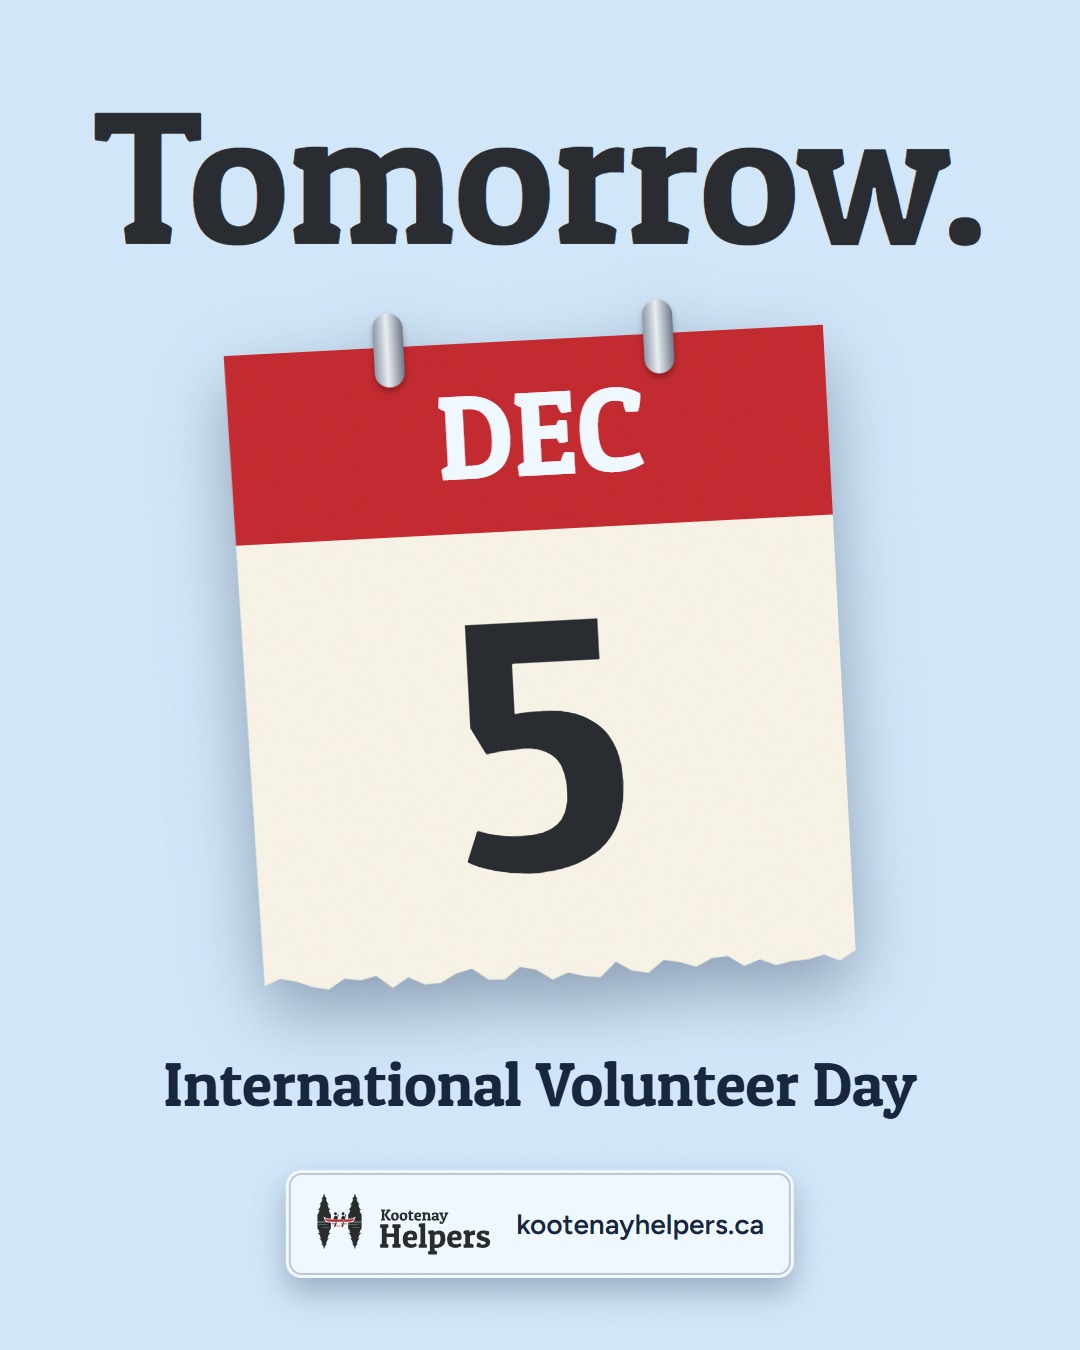 Tomorrow.
DEC
5
International Volunteer Day
Kootenay
Helpers
kootenayhelpers.ca